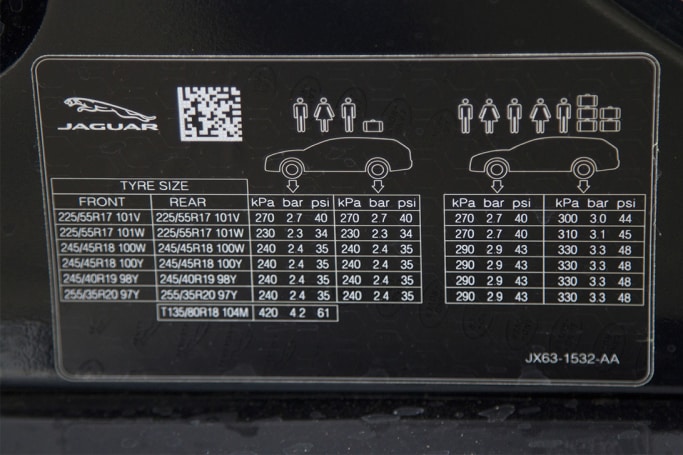 JAGUAR
TYRE SIZE
FRONT REAR kPa bar psi kPa bar psi kPa bar psi kPa bar psi
225/55R17 101V 225/55R17 101V 270 2.7 40 270 2.7 40 270 2.7 40 300 3.0 44
225/55R17 101W 225/55R17 101W 230 2.3 34 230 2.3 34 270 2.7 40 310 3.1 45
245/45R18 100W 245/45R18 100W 240 2.4 35 240 2.4 35 290 2.9 43 330 3.3 48
245/45R18 100Y 245/45R18 100Y 240 2.4 35 240 2.4 35 290 2.9 43 330 3.3 48
245/40R19 98Y 245/40R19 98Y 240 2.4 35 240 2.4 35 290 2.9 43 330 3.3 48
255/35R20 97Y 255/35R20 97Y 240 2.4 35 240 2.4 35 290 2.9 43 330 3.3 48
T135/80R18 104M 420 4.2 61
JX63-1532-AA